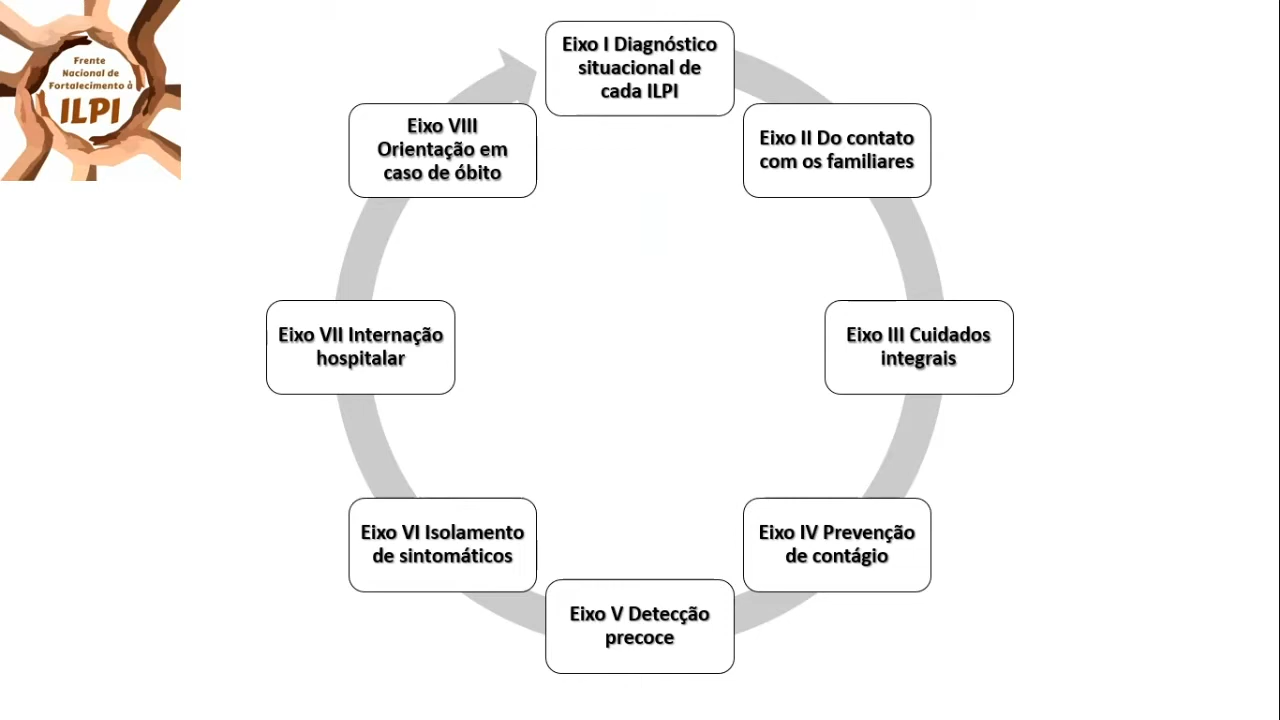 Frente
Nacional de
Fortalecimento à
ILPI
Eixo I Diagnóstico
situacional de
cada ILPI
Eixo II Do contato
com os familiares
Eixo III Cuidados
integrais
Eixo IV Prevenção
de contágio
Eixo V Detecção
precoce
Eixo VI Isolamento
de sintomáticos
Eixo VII Internação
hospitalar
Eixo VIII
Orientação em
caso de óbito